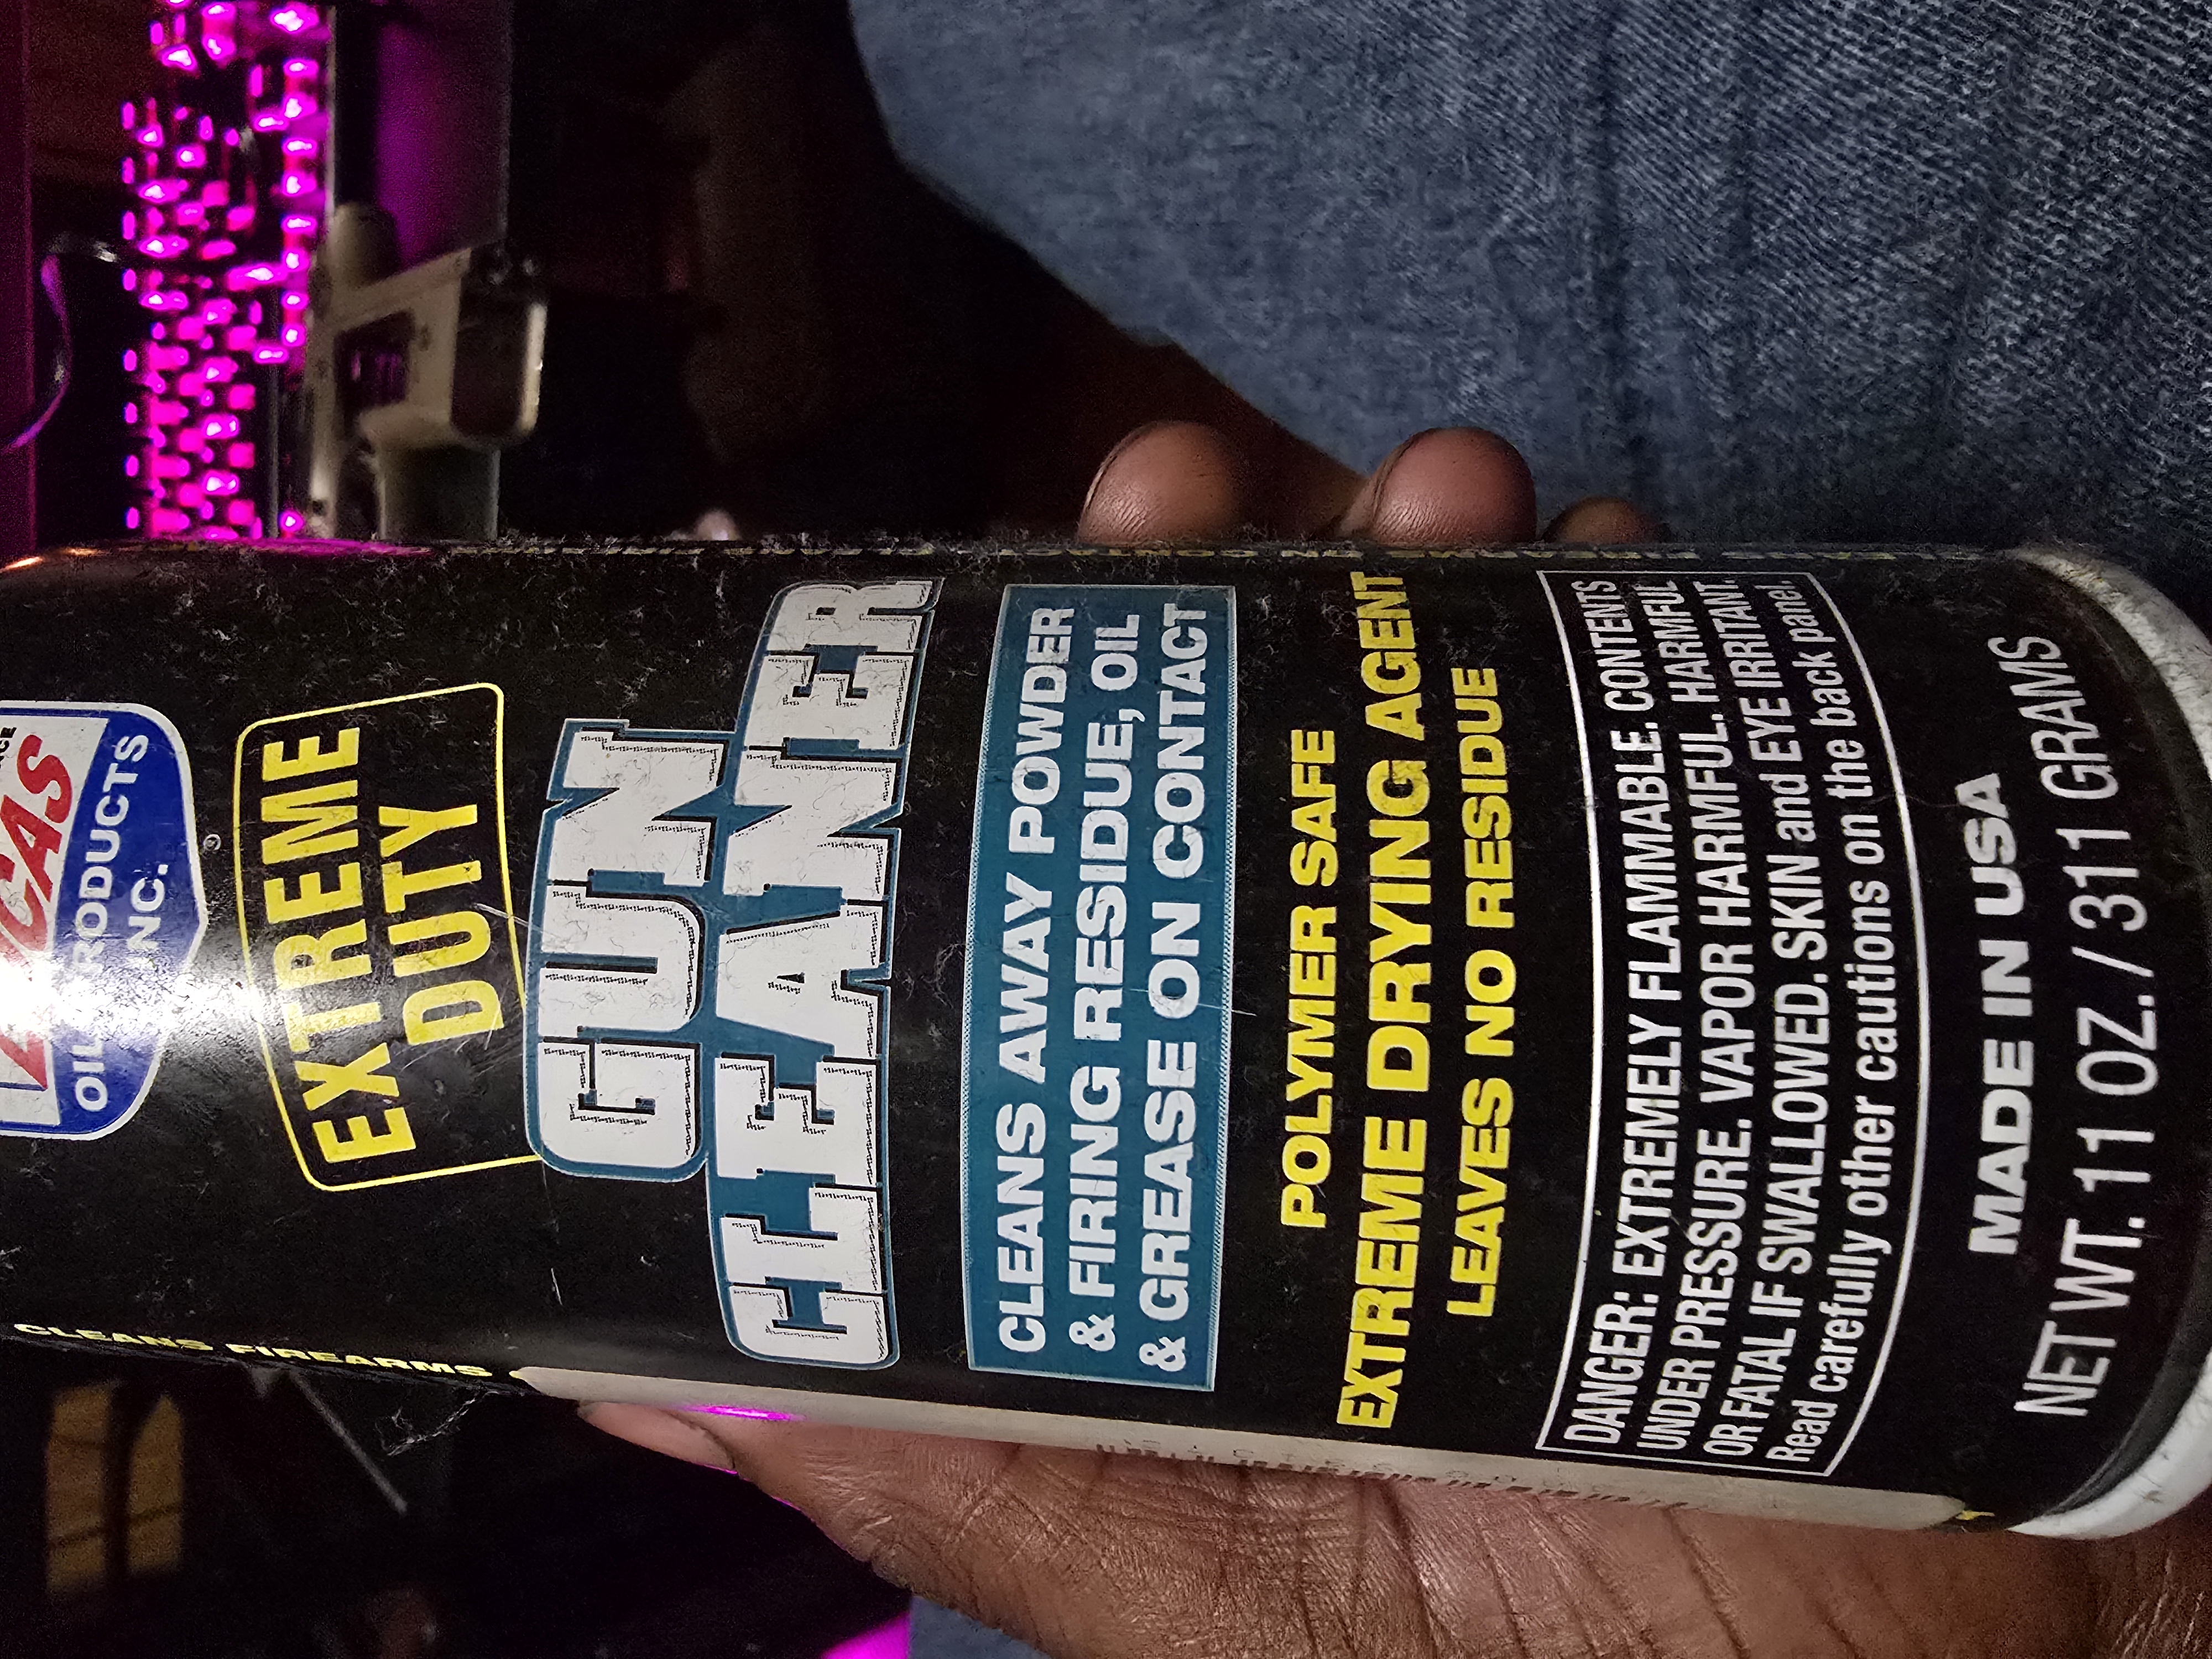 OIL PRODUCTS
INC.
EXTREME
DUTY
GUN
CLEANER
CLEANS AWAY POWDER
& FIRING RESIDUE, OIL
& GREASE ON CONTACT
POLYMER SAFE
EXTREME DRYING AGENT
LEAVES NO RESIDUE
DANGER: EXTREMELY FLAMMABLE. CONTENTS
UNDER PRESSURE. VAPOR HARMFUL. HARMFUL
OR FATAL IF SWALLOWED. SKIN and EYE IRRITANT.
Read carefully other cautions on the back panel.
MADE IN USA
NET WT. 11 OZ. / 311 GRAMS
CLEANS FIREARMS